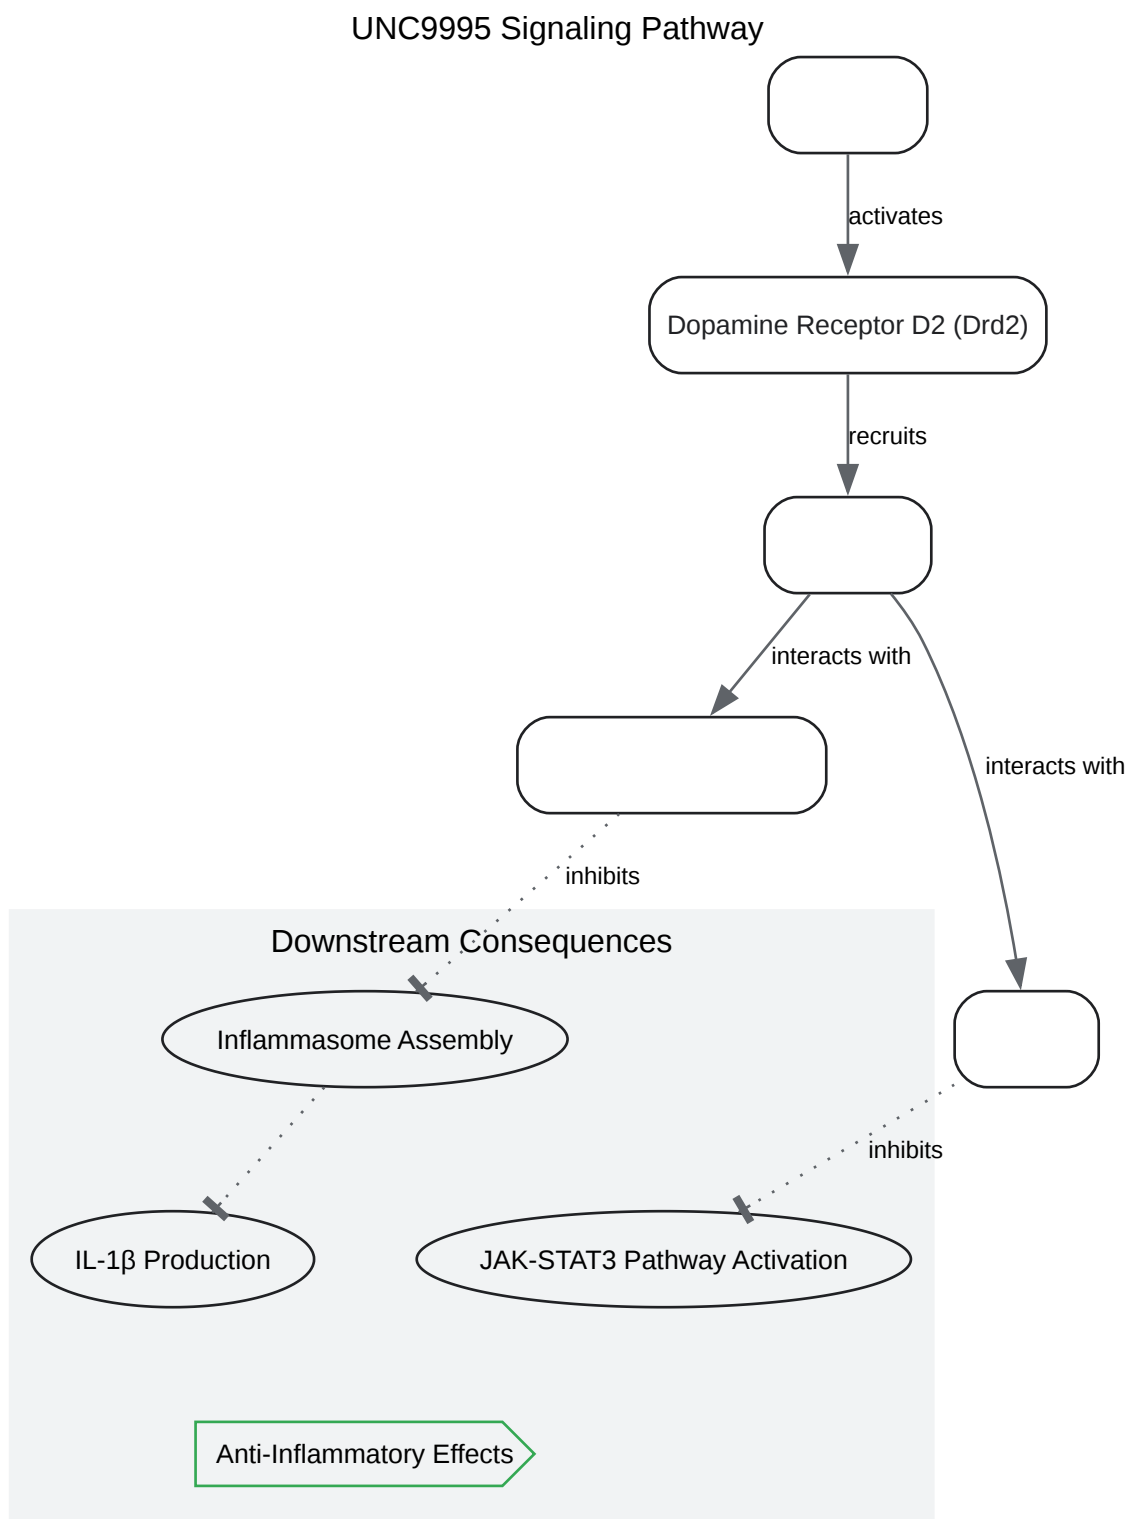 UNC9995 Signaling Pathway
activates
Dopamine Receptor D2 (Drd2)
recruits
interacts with
interacts with
inhibits
Downstream Consequences
Inflammasome Assembly
inhibits
IL-1β Production
JAK-STAT3 Pathway Activation
Anti-Inflammatory Effects